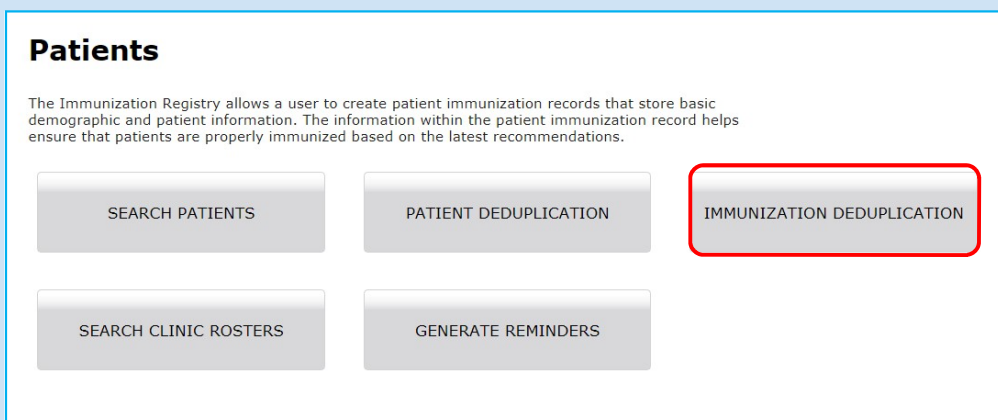 Patients
The Immunization Registry allows a user to create patient immunization records that store basic
demographic and patient information. The information within the patient immunization record helps
ensure that patients are properly immunized based on the latest recommendations.
SEARCH PATIENTS
PATIENT DEDUPLICATION
IMMUNIZATION DEDUPLICATION
SEARCH CLINIC ROSTERS
GENERATE REMINDERS